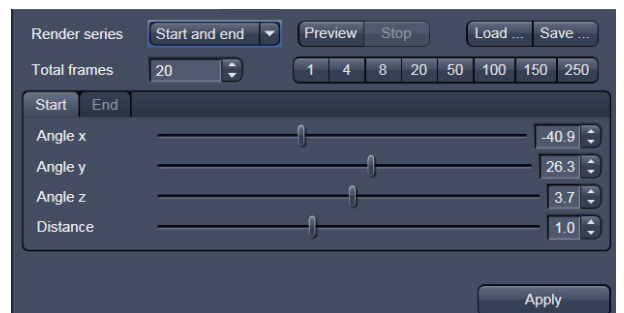 Render series Start and end Preview Stop Load ... Save ...
Total frames 20 1 4 8 20 50 100 150 250
Start End
Angle x -40.9
Angle y 26.3
Angle z 3.7
Distance 1.0
Apply